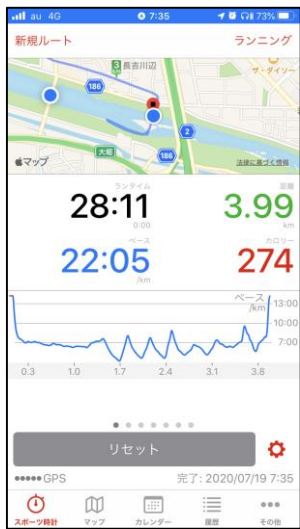 au 4G 7:35 73%
新規ルート ランニング
長吉川辺
186
ザ・ダイソー
2
大堀 186
マップ 法律に基づく情報
ランタイム 距離
28:11 3.99
0:00 km
ペース カロリー
22:05 274
/km
ペース
/km
13:00
10:00
7:00
0.3 1.0 1.7 2.4 3.1 3.8
リセット
GPS 完了: 2020/07/19 7:35
スポーツ時計 マップ カレンダー 履歴 その他